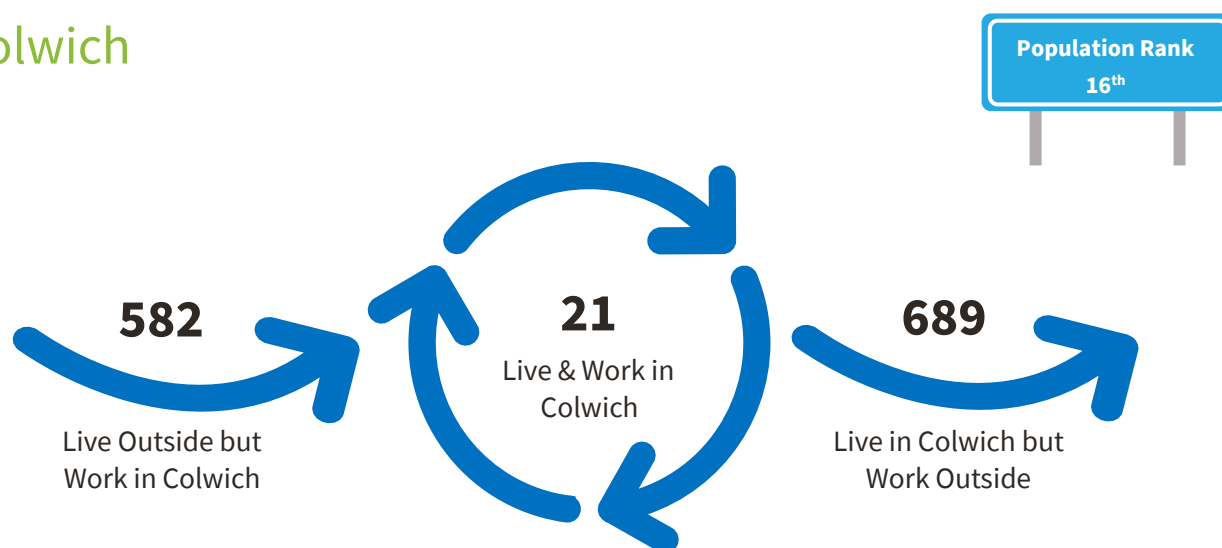 olwich
Population Rank
16th
582
Live Outside but
Work in Colwich
21
Live & Work in
Colwich
689
Live in Colwich but
Work Outside